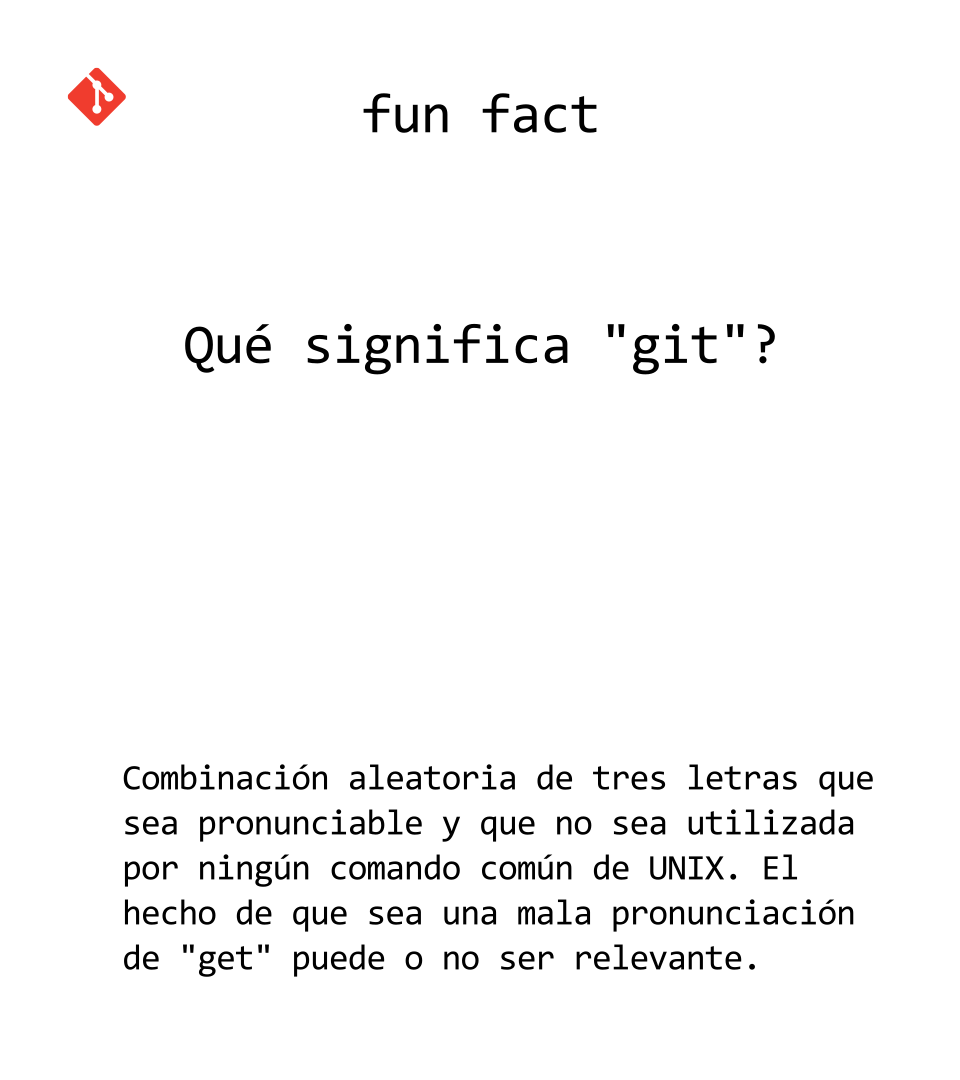 fun fact
Qué significa "git"?
Combinación aleatoria de tres letras que
sea pronunciable y que no sea utilizada
por ningún comando común de UNIX. El
hecho de que sea una mala pronunciación
de "get" puede o no ser relevante.